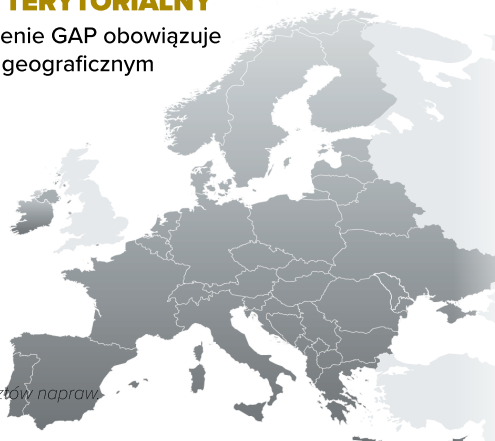 TERYTORIALNY
enie GAP obowiązuje
geograficznym
ztów napraw.